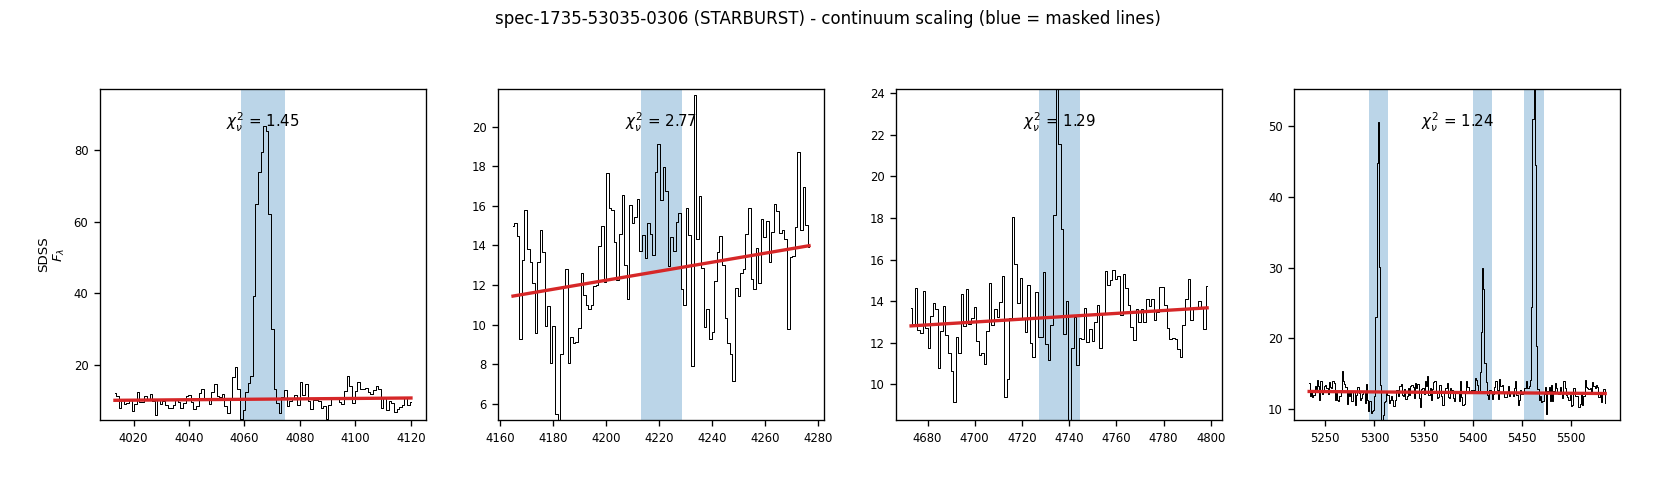 spec-1735-53035-0306 (STARBURST) - continuum scaling (blue = masked lines)
SDSS
Fλ
χ²ν = 1.45
80
60
40
20
4020 4040 4060 4080 4100 4120
χ²ν = 2.77
20
18
16
14
12
10
8
6
4160 4180 4200 4220 4240 4260 4280
χ²ν = 1.29
24
22
20
18
16
14
12
10
4680 4700 4720 4740 4760 4780 4800
χ²ν = 1.24
50
40
30
20
10
5250 5300 5350 5400 5450 5500